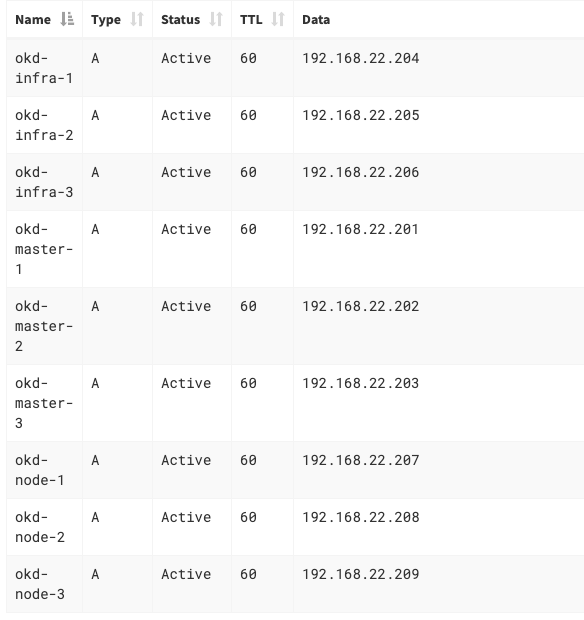 Name Type Status TTL Data
okd- A Active 60 192.168.22.204
infra-1
okd- A Active 60 192.168.22.205
infra-2
okd- A Active 60 192.168.22.206
infra-3
okd- A Active 60 192.168.22.201
master-
1
okd- A Active 60 192.168.22.202
master-
2
okd- A Active 60 192.168.22.203
master-
3
okd- A Active 60 192.168.22.207
node-1
okd- A Active 60 192.168.22.208
node-2
okd- A Active 60 192.168.22.209
node-3